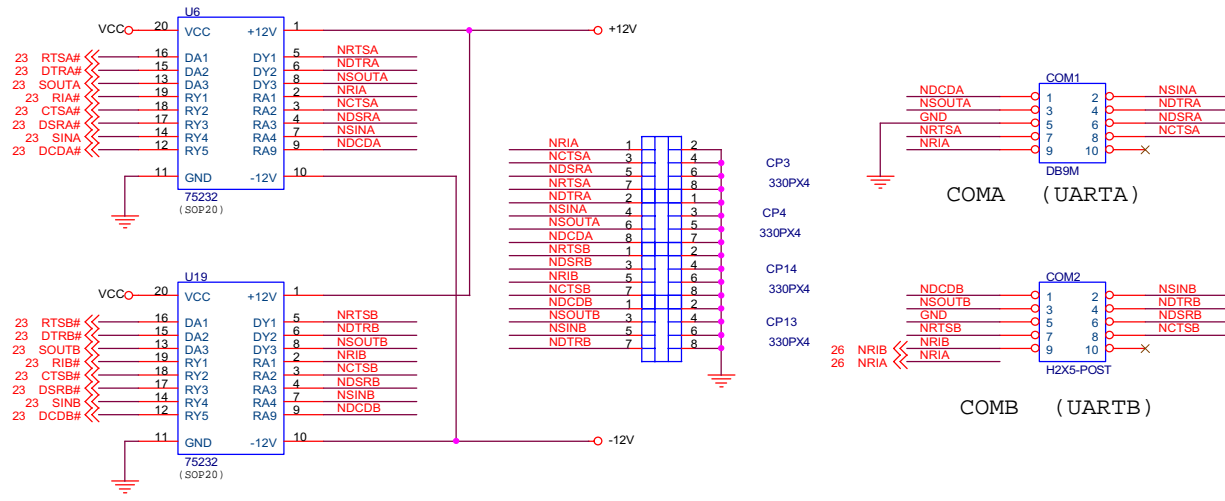 U6
VCC 20 VCC +12V 1 +12V
23 RTSA# 16 DA1 DY1 5 NRTSA
23 DTRA# 15 DA2 DY2 6 NDTRA
23 SOUTA 13 DA3 DY3 8 NSOUTA
23 RIA# 19 RY1 RA1 2 NRIA
23 CTSA# 18 RY2 RA2 3 NCTSA
23 DSRA# 17 RY3 RA3 4 NDSRA
23 SINA 14 RY4 RA4 7 NSINA
23 DCDA# 12 RY5 RA9 9 NDCDA
11 GND -12V 10
75232
(SOP20)
U19
VCC 20 VCC +12V 1
23 RTSB# 16 DA1 DY1 5 NRTSB
23 DTRB# 15 DA2 DY2 6 NDTRB
23 SOUTB 13 DA3 DY3 8 NSOUTB
23 RIB# 19 RY1 RA1 2 NRIB
23 CTSB# 18 RY2 RA2 3 NCTSB
23 DSRB# 17 RY3 RA3 4 NDSRB
23 SINB 14 RY4 RA4 7 NSINB
23 DCDB# 12 RY5 RA9 9 NDCDB
11 GND -12V 10 -12V
75232
(SOP20)
NRIA 1 2
NCTSA 3 4 CP3
NDSRA 5 6
NRTSA 7 8 330PX4
NDTRA 2 1
NSINA 4 3 CP4
NSOUTA 6 5
NDCDA 8 7 330PX4
NRTSB 1 2
NDSRB 3 4 CP14
NRIB 5 6
NCTSB 7 8 330PX4
NDCDB 1 2
NSOUTB 3 4 CP13
NSINB 5 6
NDTRB 7 8 330PX4
COM1
NDCDA 1 2 NSINA
NSOUTA 3 4 NDTRA
GND 5 6 NDSRA
NRTSA 7 8 NCTSA
NRIA 9 10
DB9M
COMA (UARTA)
COM2
NDCDB 1 2 NSINB
NSOUTB 3 4 NDTRB
GND 5 6 NDSRB
NRTSB 7 8 NCTSB
26 NRIB NRIB 9 10
26 NRIA NRIA
H2X5-POST
COMB (UARTB)